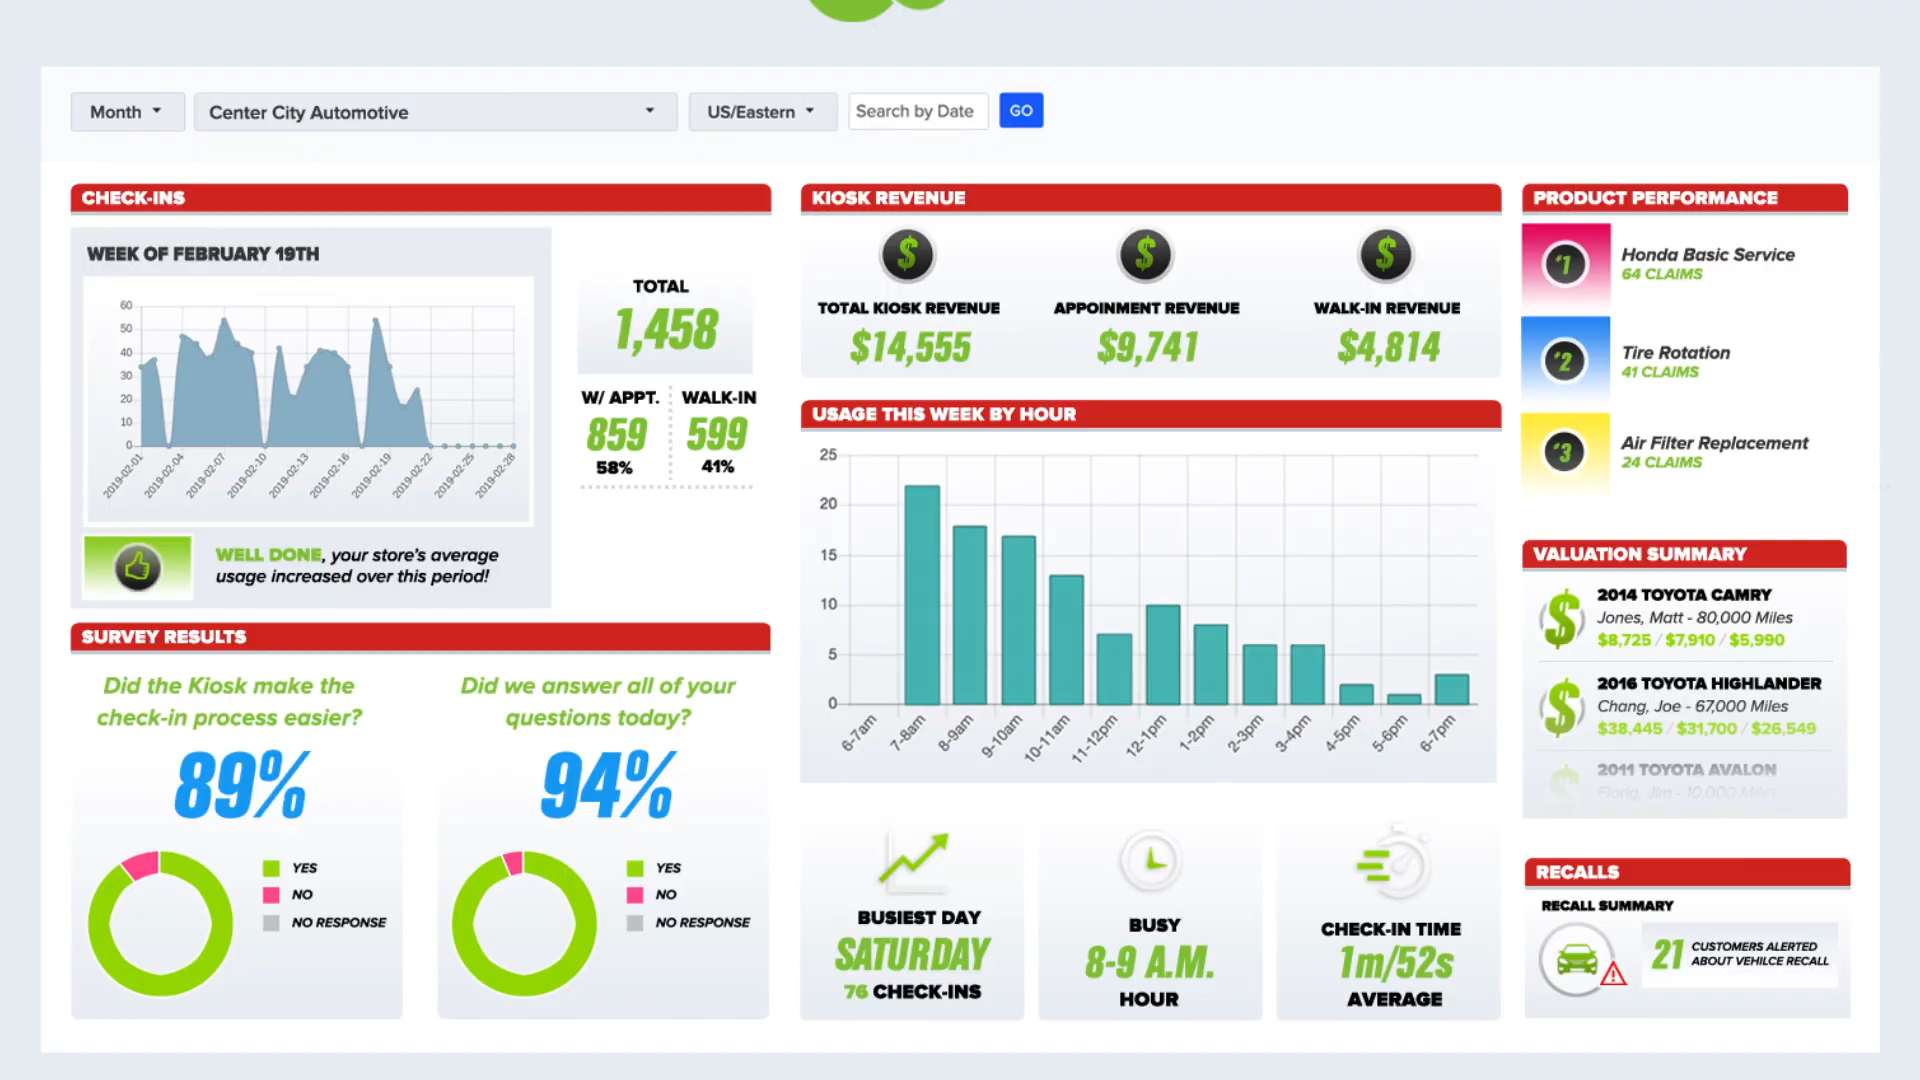 Month
Center City Automotive
US/Eastern
Search by Date
GO
CHECK-INS
WEEK OF FEBRUARY 19TH
60
50
40
30
20
10
0
2019-02-01
2019-02-04
2019-02-07
2019-02-10
2019-02-13
2019-02-16
2019-02-19
2019-02-22
2019-02-25
2019-02-28
WELL DONE, your store's average
usage increased over this period!
TOTAL
1,458
W/ APPT.
859
58%
WALK-IN
599
41%
SURVEY RESULTS
Did the Kiosk make the
check-in process easier?
89%
YES
NO
NO RESPONSE
Did we answer all of your
questions today?
94%
YES
NO
NO RESPONSE
KIOSK REVENUE
$
TOTAL KIOSK REVENUE
$14,555
$
APPOINMENT REVENUE
$9,741
$
WALK-IN REVENUE
$4,814
USAGE THIS WEEK BY HOUR
25
20
15
10
5
0
6-7am
7-8am
8-9am
9-10am
10-11am
11-12pm
12-1pm
1-2pm
2-3pm
3-4pm
4-5pm
5-6pm
6-7pm
BUSIEST DAY
SATURDAY
76 CHECK-INS
BUSY
8-9 A.M.
HOUR
CHECK-IN TIME
1m/52s
AVERAGE
PRODUCT PERFORMANCE
#1
Honda Basic Service
64 CLAIMS
#2
Tire Rotation
41 CLAIMS
#3
Air Filter Replacement
24 CLAIMS
VALUATION SUMMARY
$
2014 TOYOTA CAMRY
Jones, Matt - 80,000 Miles
$8,725 / $7,910 / $5,990
$
2016 TOYOTA HIGHLANDER
Chang, Joe - 67,000 Miles
$38,445 / $31,700 / $26,549
$
2011 TOYOTA AVALON
Florig, Jim - 10,000 Miles
RECALLS
RECALL SUMMARY
21 CUSTOMERS ALERTED
ABOUT VEHILCE RECALL